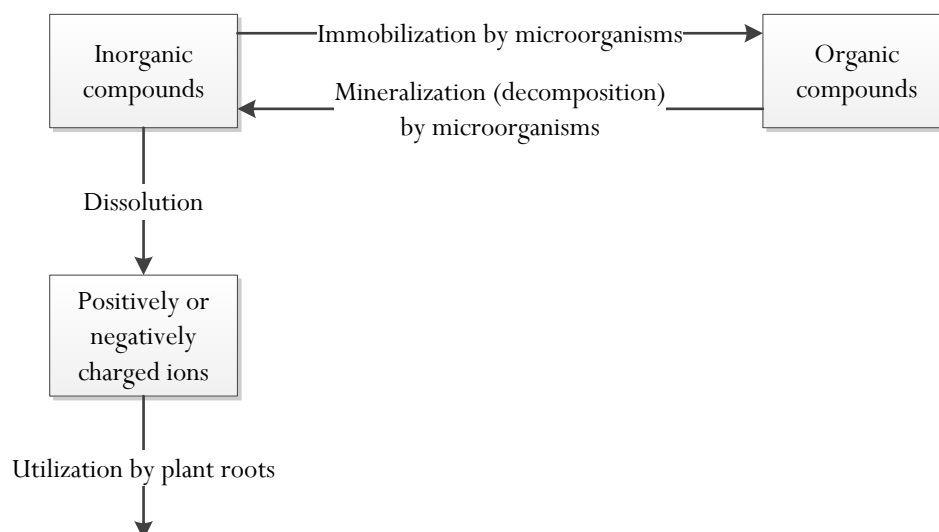 Inorganic
compounds
Immobilization by microorganisms
Organic
compounds
Mineralization (decomposition)
by microorganisms
Dissolution
Positively or
negatively
charged ions
Utilization by plant roots